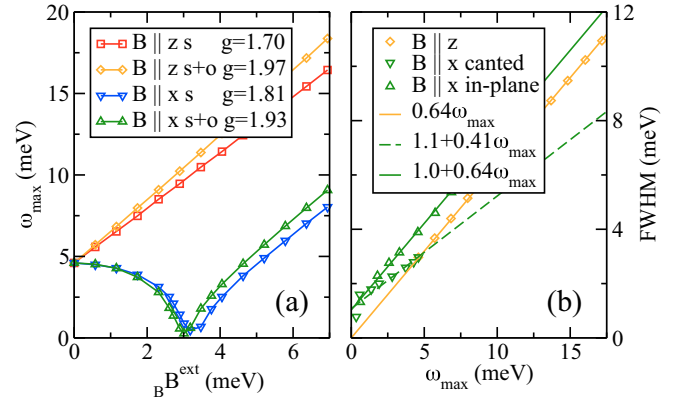 20
15
10
5
0
ω_max (meV)
B || z s g=1.70
B || z s+o g=1.97
B || x s g=1.81
B || x s+o g=1.93
(a)
0 2 4 6
_B B^ext (meV)
B || z
B || x canted
B || x in-plane
0.64ω_max
1.1+0.41ω_max
1.0+0.64ω_max
(b)
0 5 10 15
ω_max (meV)
12
8
4
0
FWHM (meV)